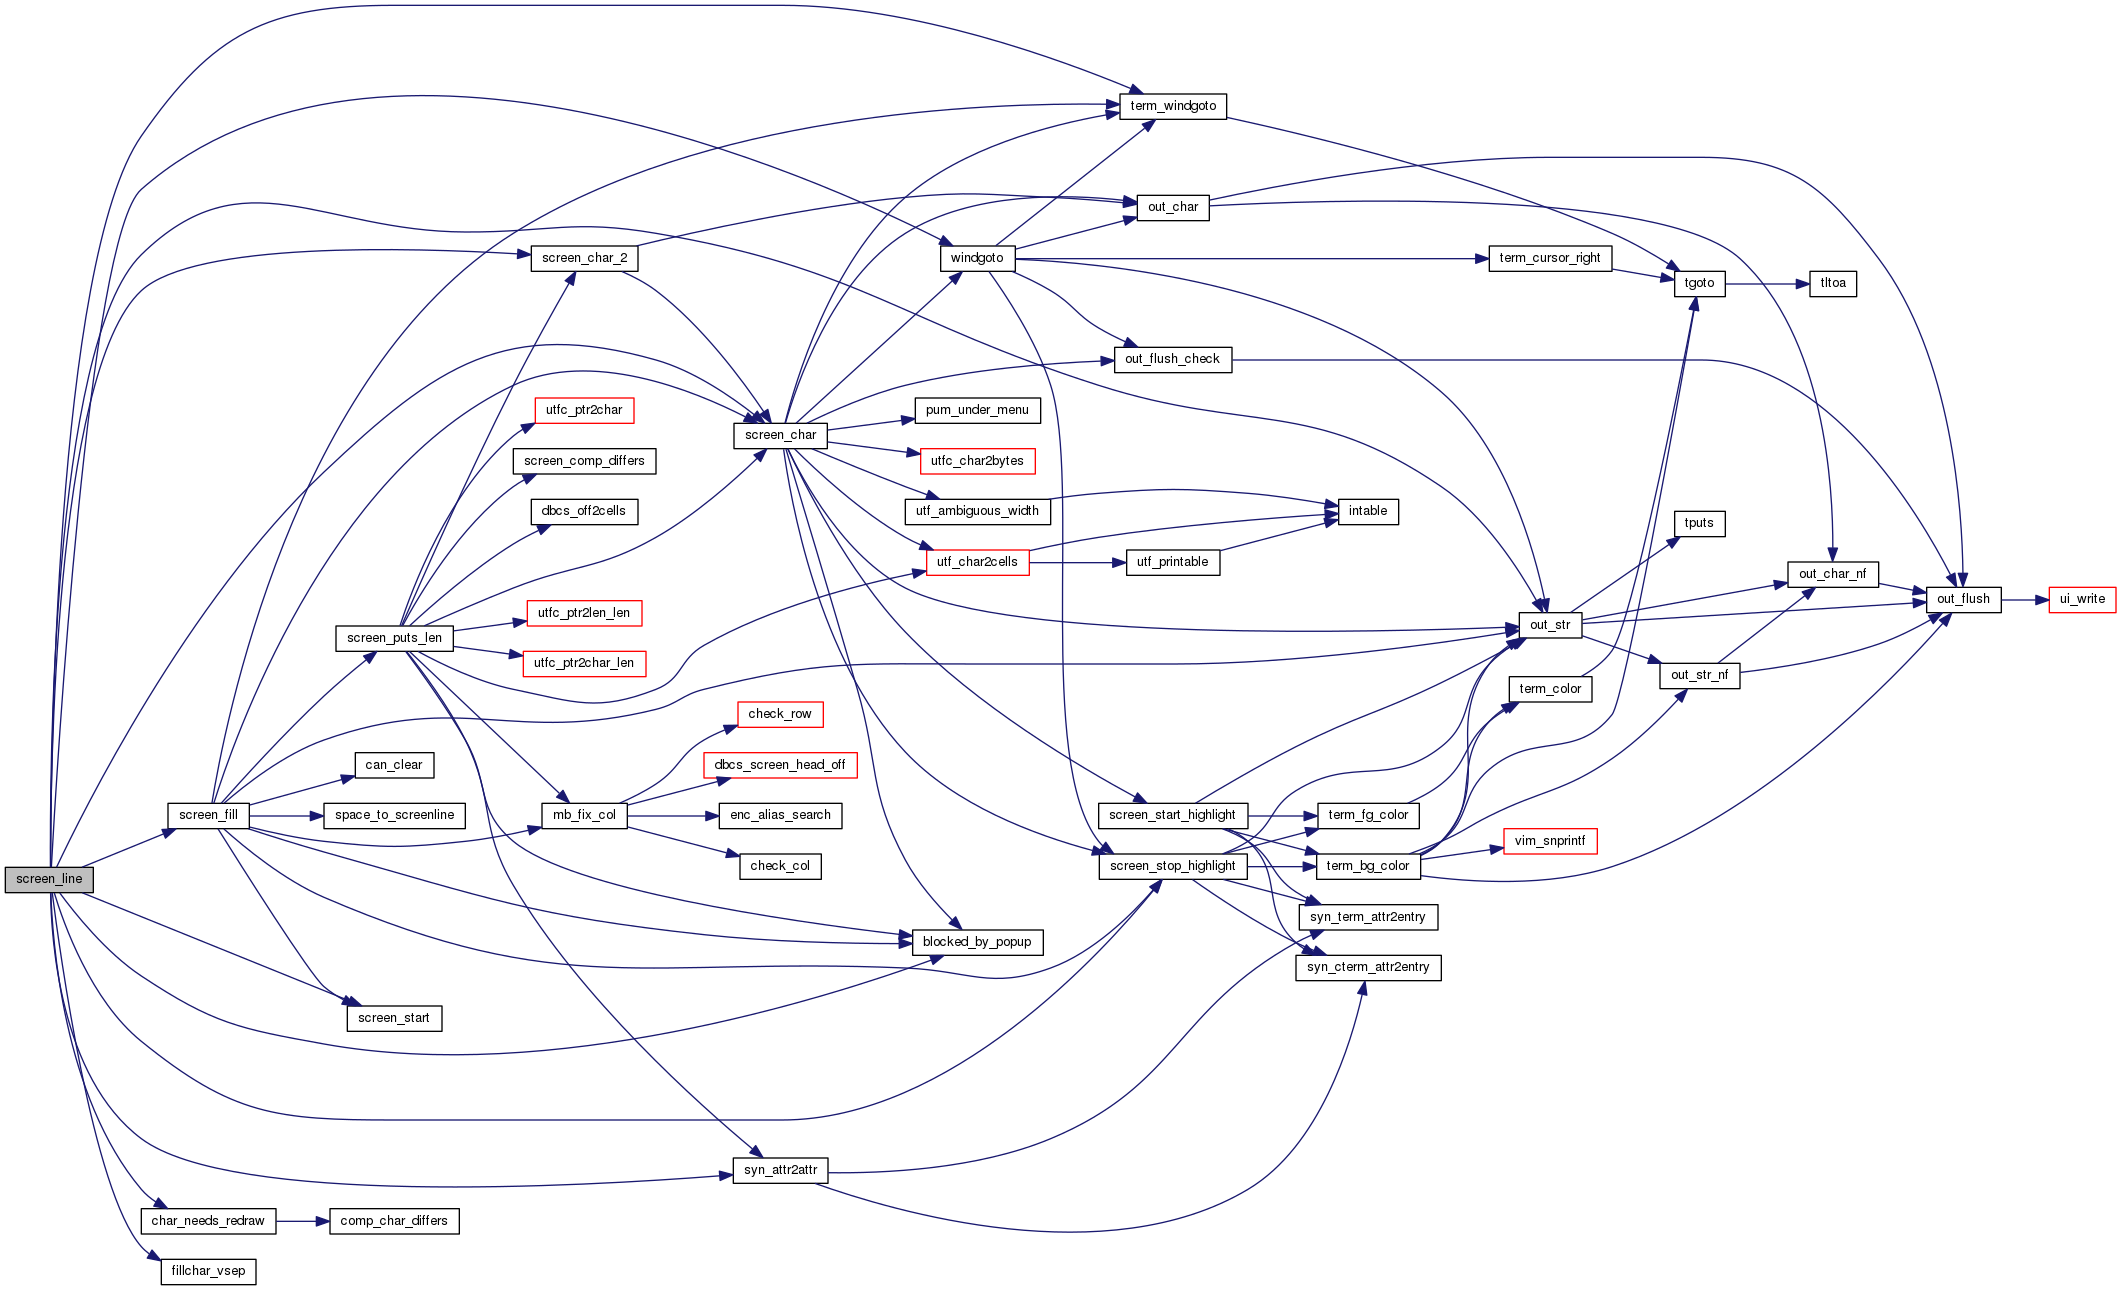 term_windgoto
out_char
screen_char_2
windgoto
term_cursor_right
tgoto
tltoa
out_flush_check
utfc_ptr2char
pum_under_menu
screen_char
screen_comp_differs
utfc_char2bytes
dbcs_off2cells
utf_ambiguous_width
intable
tputs
utf_char2cells
utf_printable
out_char_nf
out_flush
ui_write
utfc_ptr2len_len
screen_puts_len
out_str
utfc_ptr2char_len
out_str_nf
term_color
check_row
can_clear
dbcs_screen_head_off
screen_fill
space_to_screenline
mb_fix_col
enc_alias_search
screen_start_highlight
term_fg_color
vim_snprintf
check_col
screen_stop_highlight
term_bg_color
screen_line
syn_term_attr2entry
blocked_by_popup
syn_cterm_attr2entry
screen_start
syn_attr2attr
char_needs_redraw
comp_char_differs
fillchar_vsep